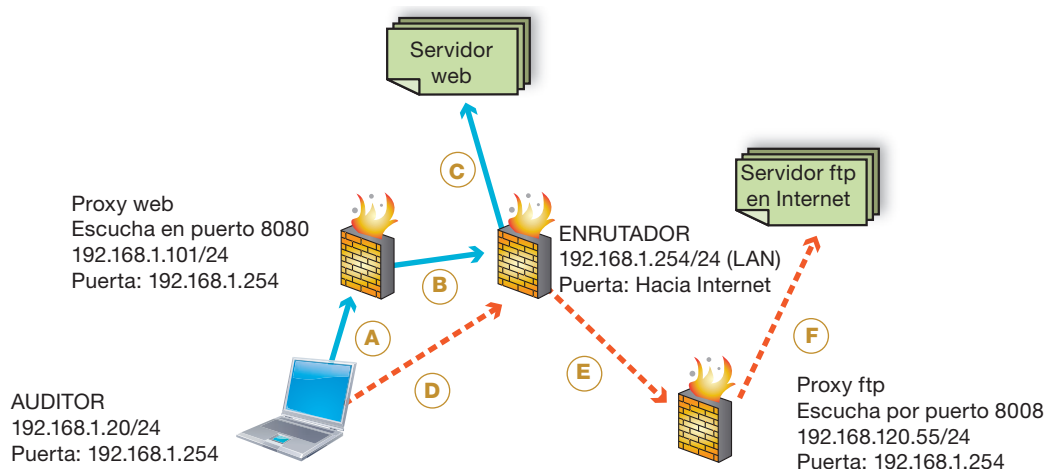 Servidor
web
C
Servidor ftp
en Internet
Proxy web
Escucha en puerto 8080
192.168.1.101/24
Puerta: 192.168.1.254
ENRUTADOR
192.168.1.254/24 (LAN)
Puerta: Hacia Internet
B
A
D
E
F
AUDITOR
192.168.1.20/24
Puerta: 192.168.1.254
Proxy ftp
Escucha por puerto 8008
192.168.120.55/24
Puerta: 192.168.1.254